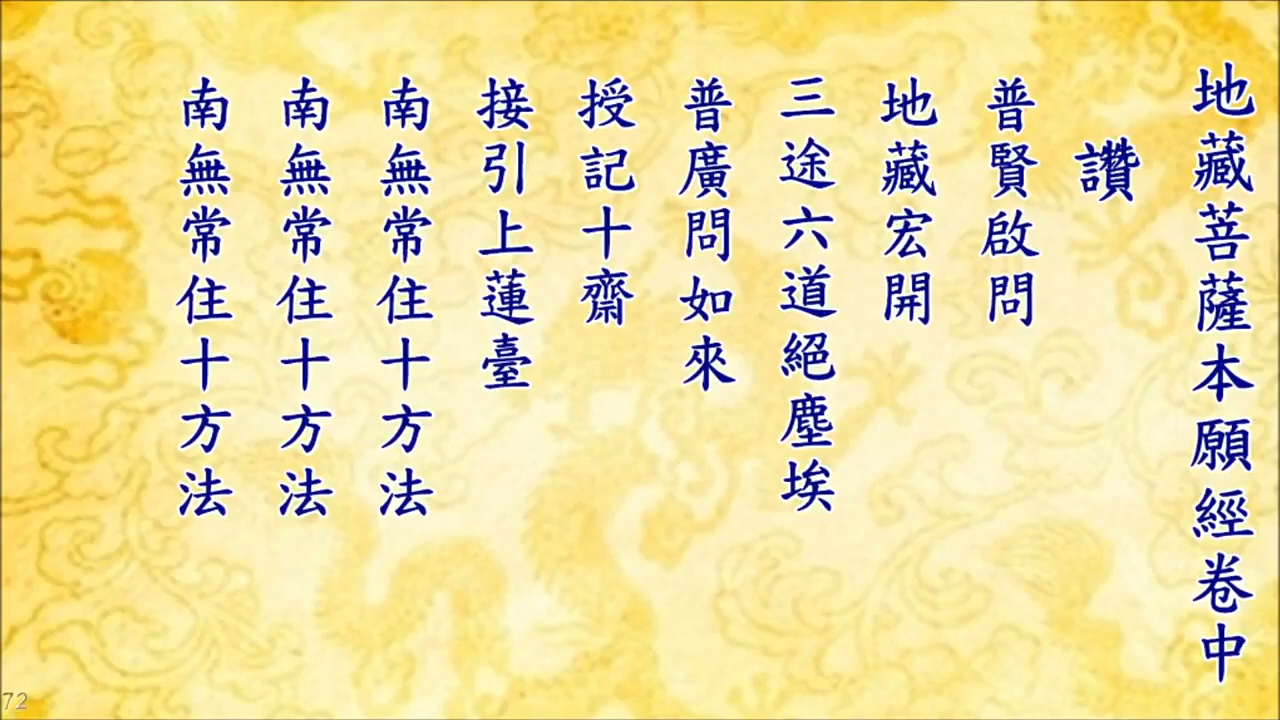 地藏菩薩本願經卷中
讚
普賢啟問
地藏宏開
三途六道絕塵埃
普廣問如來
授記十齋
接引上蓮臺
南無常住十方法
南無常住十方法
南無常住十方法
72